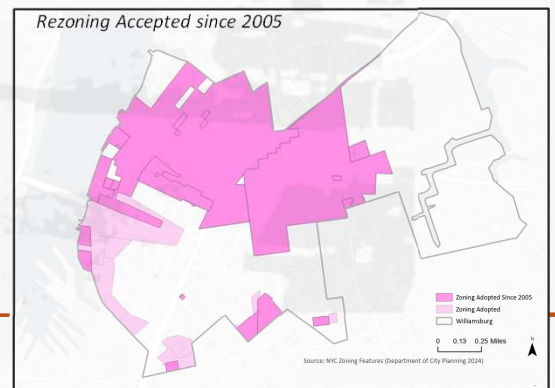 Rezoning Accepted since 2005
Zoning Adopted Since 2005
Zoning Adopted
Williamsburg
0 0.13 0.25 Miles
N
Source: NYC Zoning Features (Department of City Planning 2024)